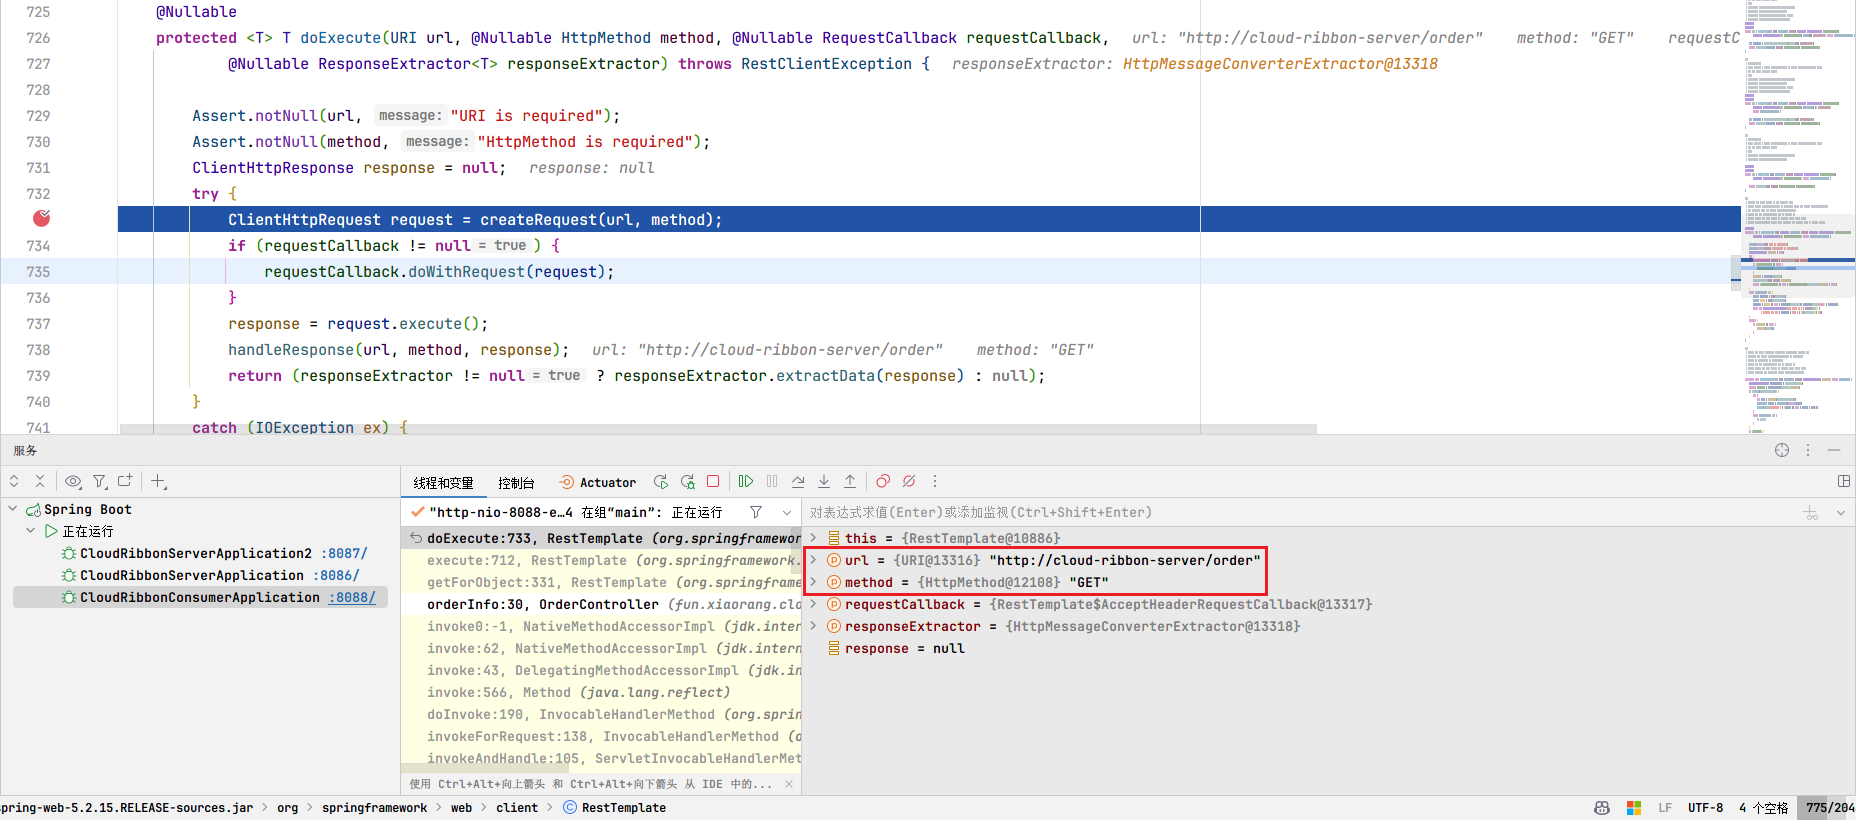 725 @Nullable
726 protected <T> T doExecute(URI url, @Nullable HttpMethod method, @Nullable RequestCallback requestCallback, url: "http://cloud-ribbon-server/order" method: "GET" requestC
727 @Nullable ResponseExtractor<T> responseExtractor) throws RestClientException { responseExtractor: HttpMessageConverterExtractor@13318
728
729 Assert.notNull(url, message: "URI is required");
730 Assert.notNull(method, message: "HttpMethod is required");
731 ClientHttpResponse response = null; response: null
732 try {
ClientHttpRequest request = createRequest(url, method);
734 if (requestCallback != null = true ) {
735 requestCallback.doWithRequest(request);
736 }
737 response = request.execute();
738 handleResponse(url, method, response); url: "http://cloud-ribbon-server/order" method: "GET"
739 return (responseExtractor != null = true ? responseExtractor.extractData(response) : null);
740 }
741 catch (IOException ex) {
服务
线程和变量 控制台 Actuator
Spring Boot
正在运行
CloudRibbonServerApplication2 :8087/
CloudRibbonServerApplication :8086/
CloudRibbonConsumerApplication :8088/
"http-nio-8088-e…4 在组“main”: 正在运行
doExecute:733, RestTemplate (org.springframewor
execute:712, RestTemplate (org.springframework.
getForObject:331, RestTemplate (org.springframe
orderInfo:30, OrderController (fun.xiaorang.clo
invoke0:-1, NativeMethodAccessorImpl (jdk.inter
invoke:62, NativeMethodAccessorImpl (jdk.intern
invoke:43, DelegatingMethodAccessorImpl (jdk.in
invoke:566, Method (java.lang.reflect)
doInvoke:190, InvocableHandlerMethod (org.sprin
invokeForRequest:138, InvocableHandlerMethod (o
invokeAndHandle:105, ServletInvocableHandlerMet
使用 Ctrl+Alt+向上箭头 和 Ctrl+Alt+向下箭头 从 IDE 中的...
对表达式求值(Enter)或添加监视(Ctrl+Shift+Enter)
this = {RestTemplate@10886}
url = {URI@13316} "http://cloud-ribbon-server/order"
method = {HttpMethod@12108} "GET"
requestCallback = {RestTemplate$AcceptHeaderRequestCallback@13317}
responseExtractor = {HttpMessageConverterExtractor@13318}
response = null
spring-web-5.2.15.RELEASE-sources.jar > org > springframework > web > client > RestTemplate
LF UTF-8 4 个空格 775/204